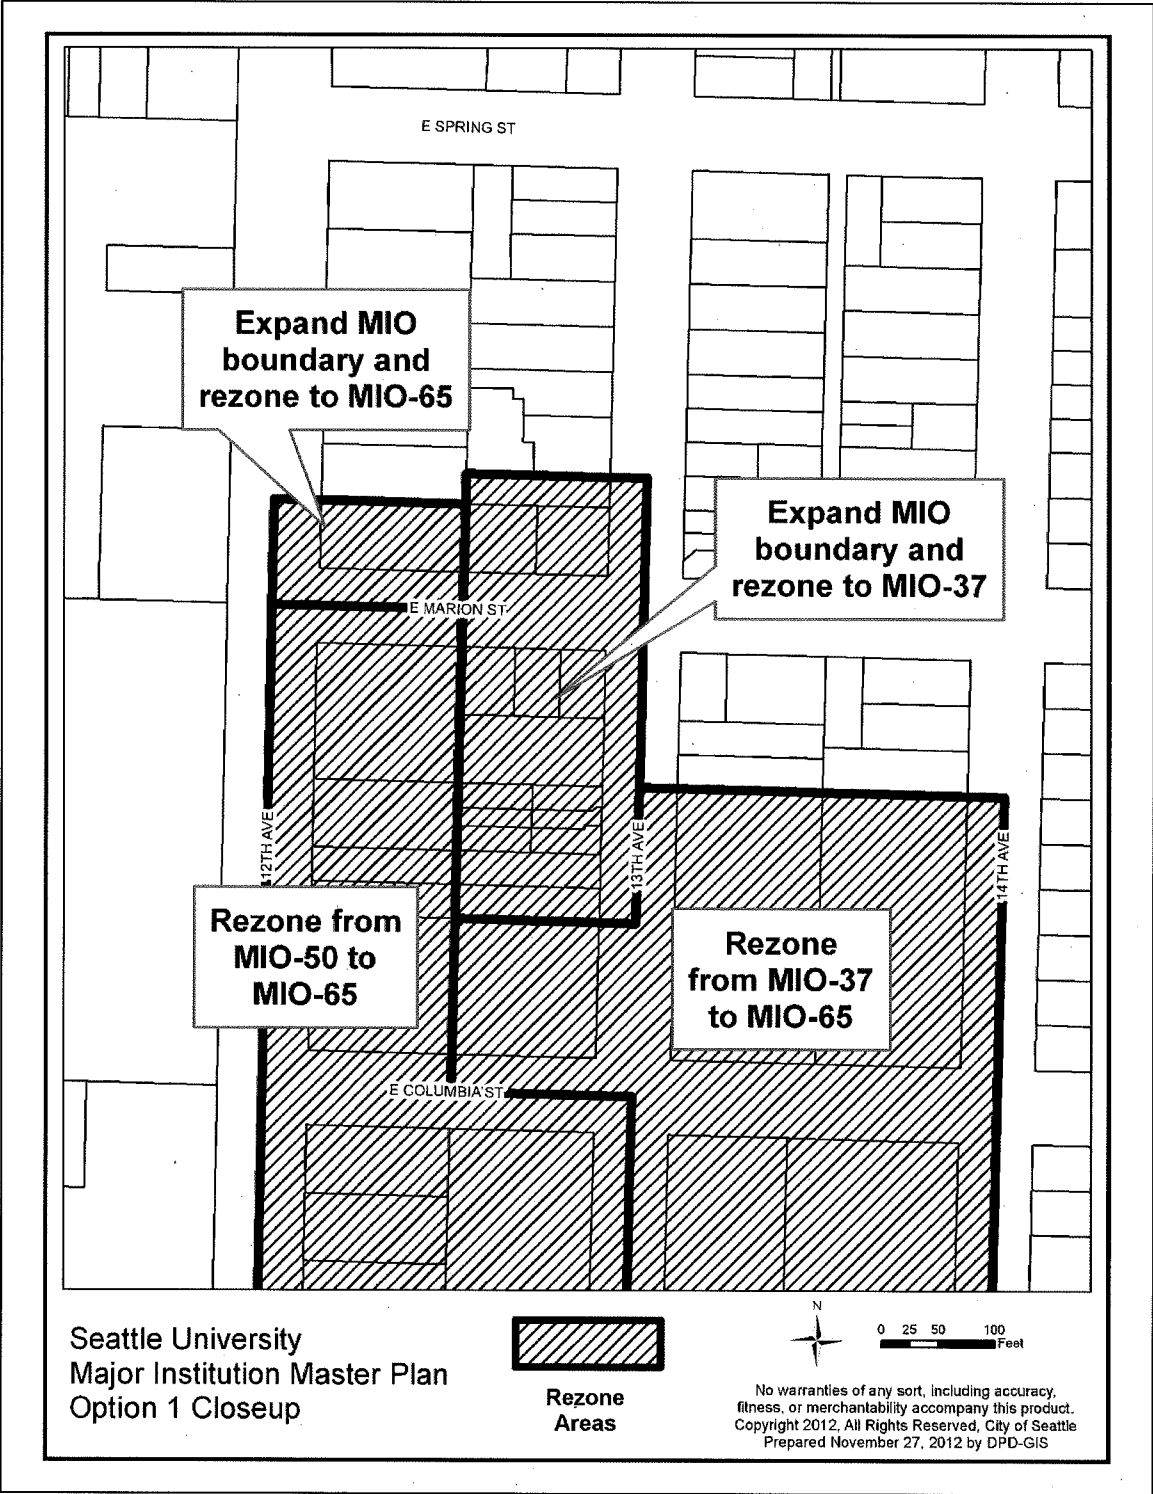 E SPRING ST
Expand MIO
boundary and
rezone to MIO-65
Expand MIO
boundary and
rezone to MIO-37
E MARION ST
12TH AVE
13TH AVE
14TH AVE
Rezone from
MIO-50 to
MIO-65
Rezone
from MIO-37
to MIO-65
E COLUMBIA ST
Seattle University
Major Institution Master Plan
Option 1 Closeup
Rezone
Areas
N
0 25 50 100
Feet
No warranties of any sort, including accuracy,
fitness, or merchantability accompany this product.
Copyright 2012, All Rights Reserved, City of Seattle
Prepared November 27, 2012 by DPD-GIS